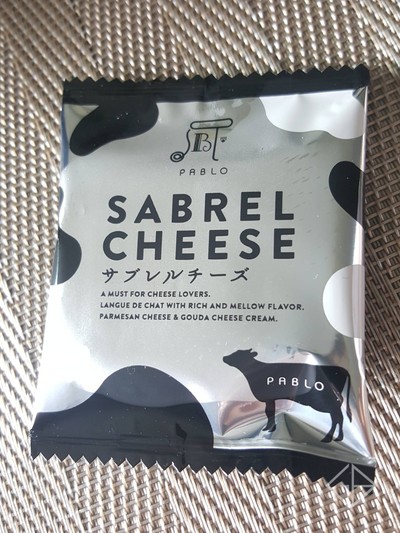 PABLO
SABREL
CHEESE
サブレルチーズ
A MUST FOR CHEESE LOVERS.
LANGUE DE CHAT WITH RICH AND MELLOW FLAVOR.
PARMESAN CHEESE & GOUDA CHEESE CREAM.
PABLO